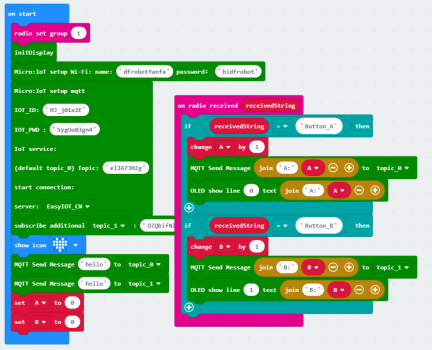 on start
radio set group 1
initDisplay
Micro:IoT setup Wi-Fi: name: "dfrobotYanfa" password: "hidfrobot"
Micro:IoT setup mqtt
IOT_ID:
IOT_PWD: "SygOo0Jgn4"
IoT service:
(default topic_0) Topic:
start connection:
server: EasyIOT_CN
subscribe additional topic_1 :
show icon
MQTT Send Message "hello" to topic_0
MQTT Send Message "hello" to topic_1
set A to 0
set B to 0
on radio received receivedString
if receivedString = "Button_A" then
change A by 1
MQTT Send Message join "A:" A to topic_0
OLED show line 0 text join "A:" A
if receivedString = "Button_B" then
change B by 1
MQTT Send Message join "B:" B to topic_1
OLED show line 1 text join "B:" B